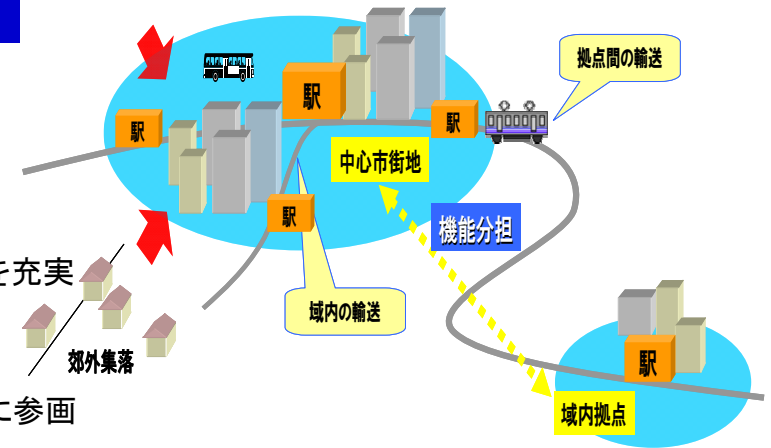 拠点間の輸送
駅
駅
駅
中心市街地
駅
機能分担
を充実
域内の輸送
郊外集落
駅
に参画
域内拠点